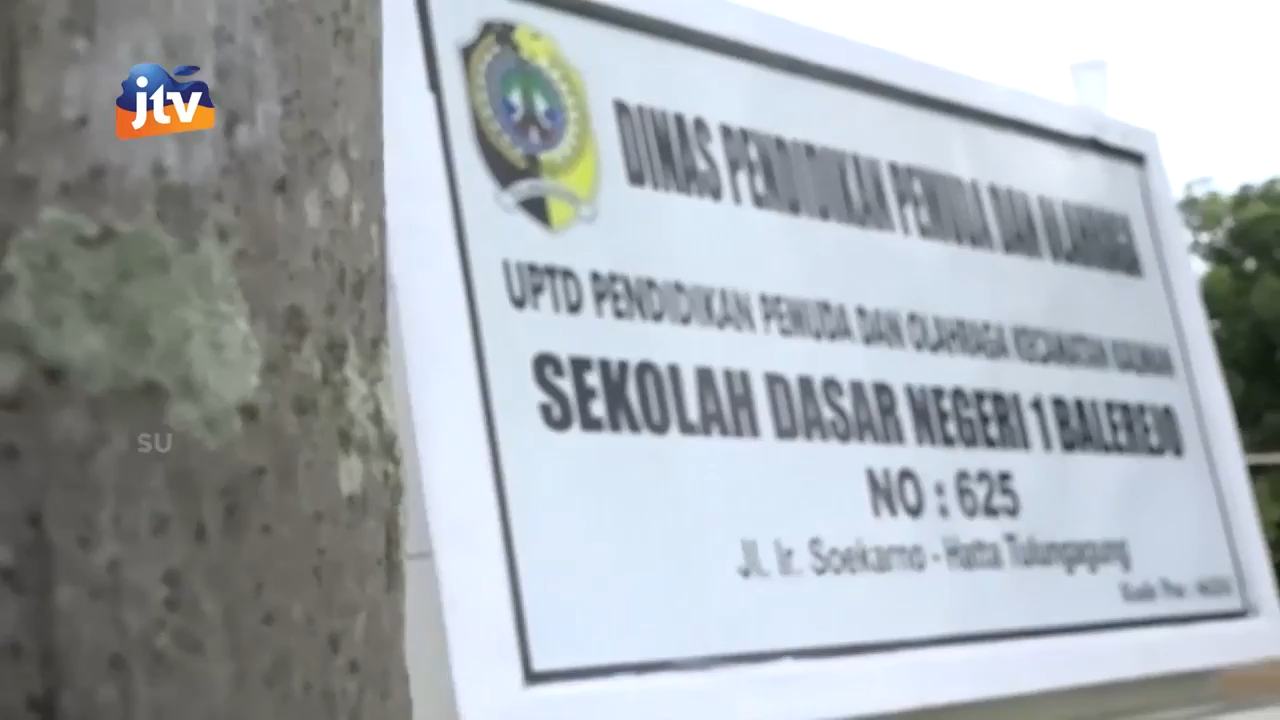 jtv
DINAS PENDIDIKAN PEMUDA DAN OLAHRAGA
UPTD PENDIDIKAN PEMUDA DAN OLAHRAGA KECAMATAN
SEKOLAH DASAR NEGERI 1 BALEREJO
NO : 625
Jl. Ir. Soekarno - Hatta Tulungagung
SU